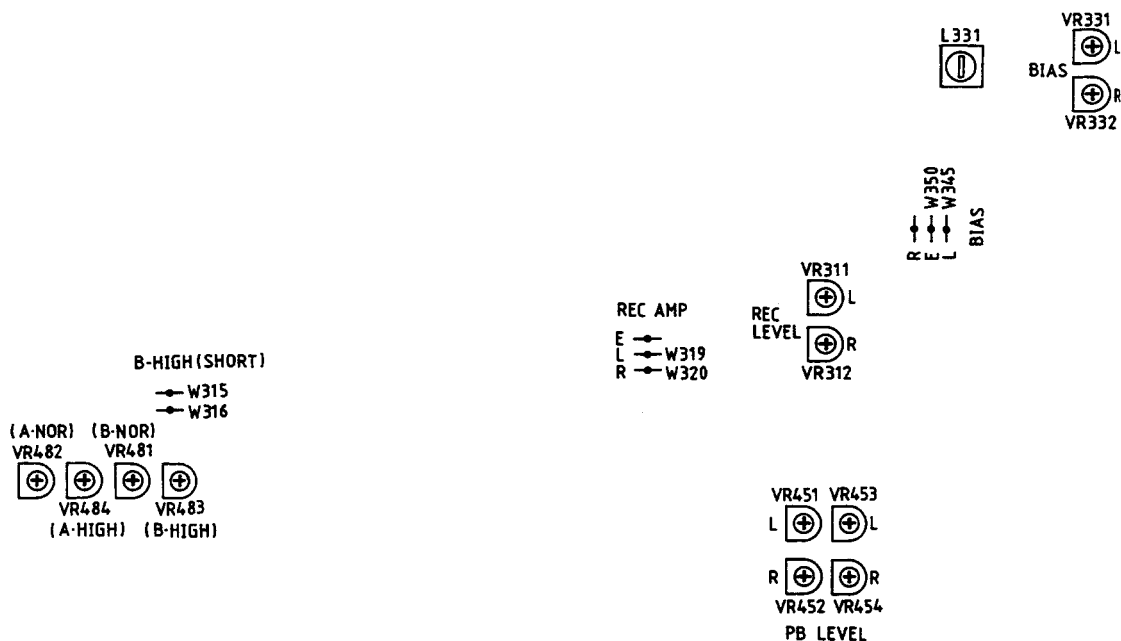 VR331
L331
L
BIAS
R
VR332
W350
W345
BIAS
R
E
L
VR311
REC AMP
REC
LEVEL
L
E
L W319
R W320
R
VR312
B-HIGH(SHORT)
W315
W316
(A·NOR) (B·NOR)
VR482 VR481
VR484 VR483
(A·HIGH) (B·HIGH)
VR451 VR453
L L
R R
VR452 VR454
PB LEVEL